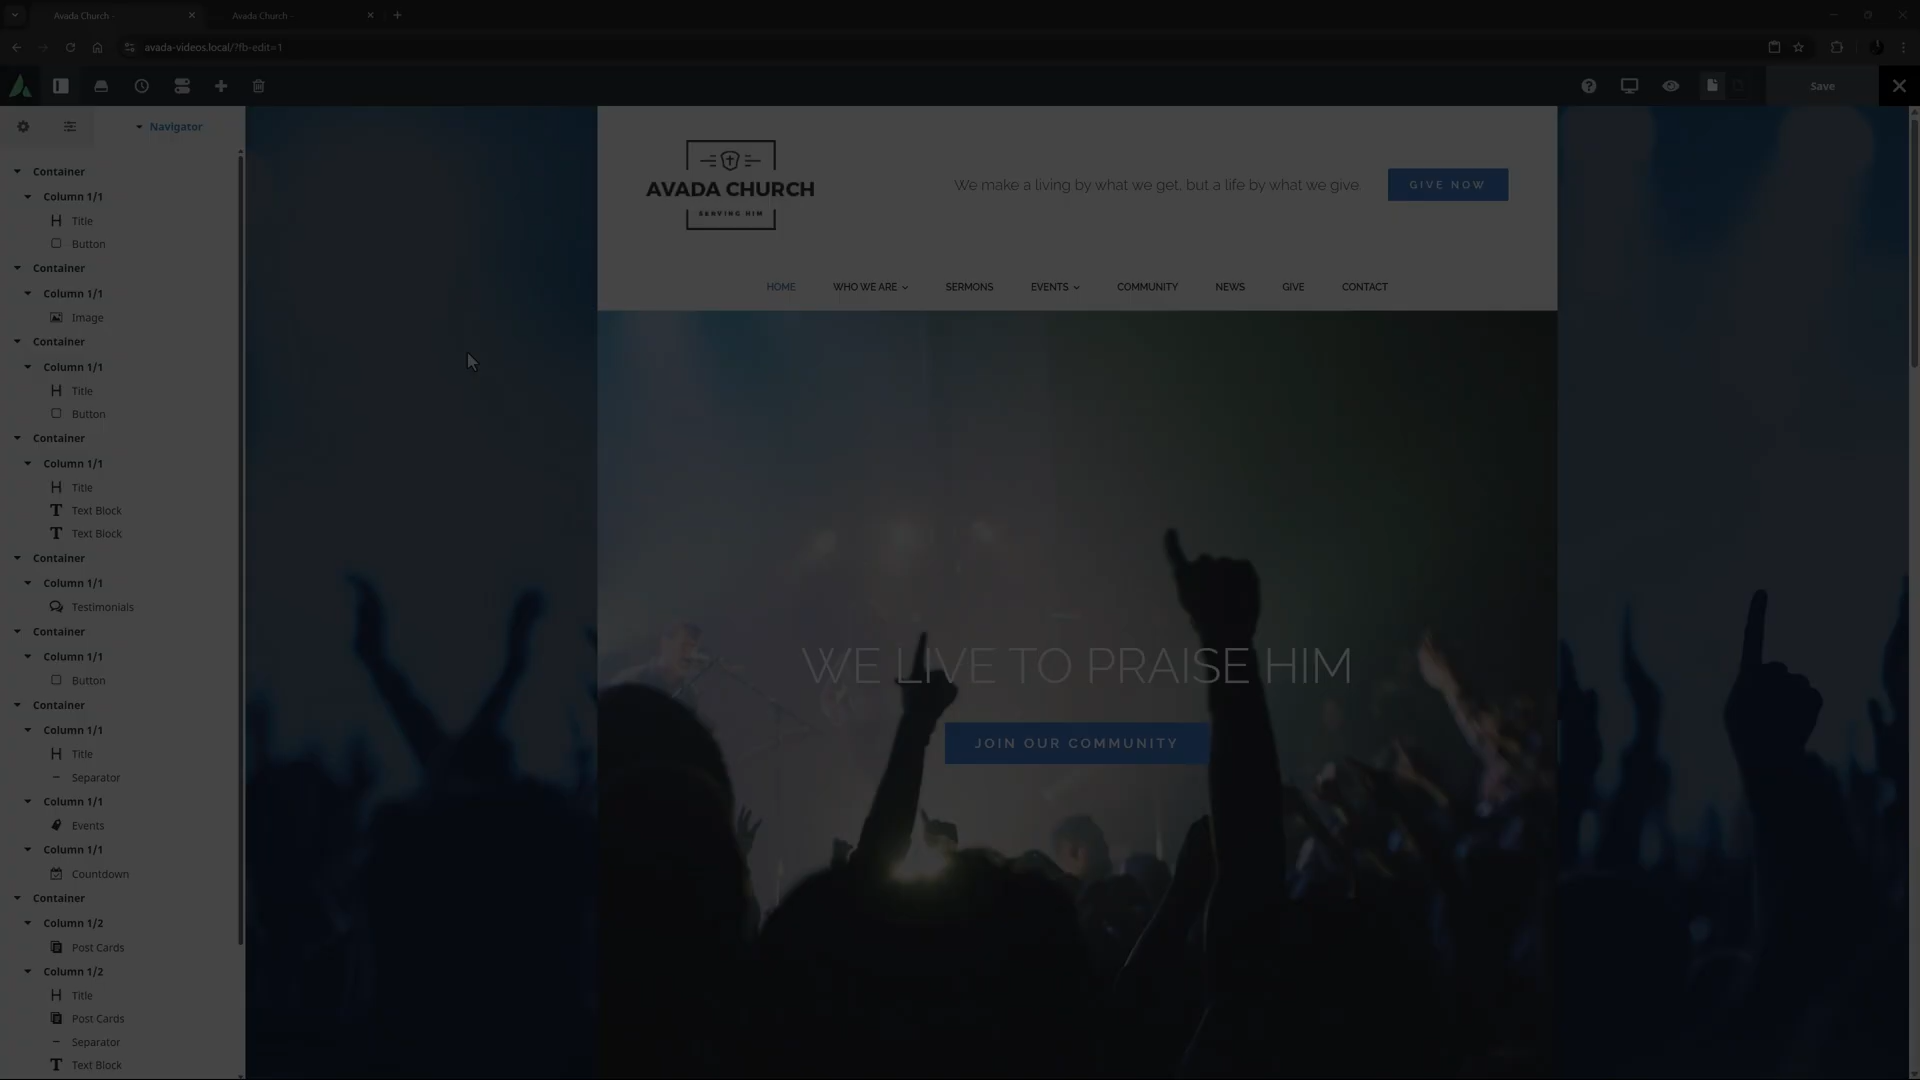 Avada Church -
Avada Church -
avada-videos.local/?fb-edit=1
Save
Navigator
Container
Column 1/1
Title
Button
Container
Column 1/1
Image
Container
Column 1/1
Title
Button
Container
Column 1/1
Title
Text Block
Text Block
Container
Column 1/1
Testimonials
Container
Column 1/1
Button
Container
Column 1/1
Title
Separator
Column 1/1
Events
Column 1/1
Countdown
Container
Column 1/2
Post Cards
Column 1/2
Title
Post Cards
Separator
Text Block
AVADA CHURCH
SERVING HIM
We make a living by what we get, but a life by what we give.
GIVE NOW
HOME WHO WE ARE SERMONS EVENTS COMMUNITY NEWS GIVE CONTACT
WE LIVE TO PRAISE HIM
JOIN OUR COMMUNITY